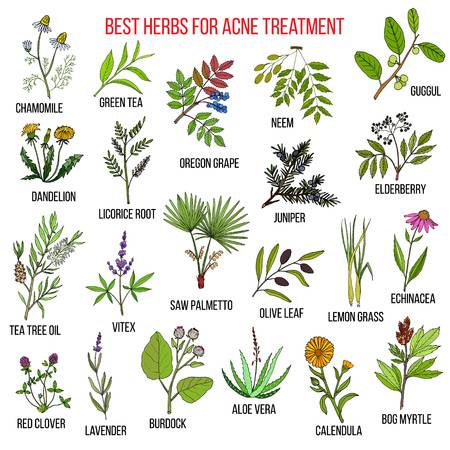 BEST HERBS FOR ACNE TREATMENT
CHAMOMILE
GREEN TEA
OREGON GRAPE
NEEM
GUGGUL
DANDELION
LICORICE ROOT
JUNIPER
ELDERBERRY
TEA TREE OIL
VITEX
SAW PALMETTO
OLIVE LEAF
LEMON GRASS
ECHINACEA
RED CLOVER
LAVENDER
BURDOCK
ALOE VERA
CALENDULA
BOG MYRTLE